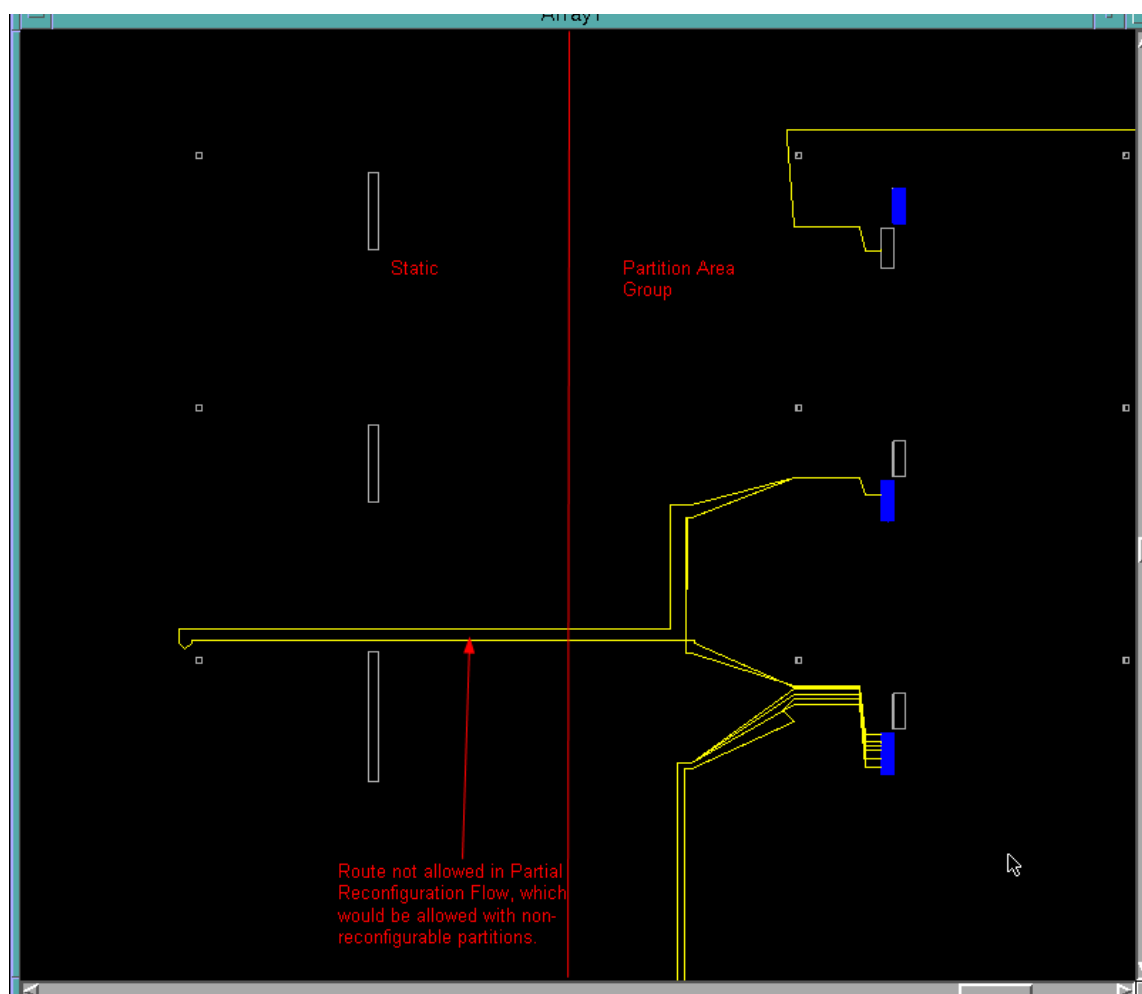 Array1
Static
Partition Area
Group
Route not allowed in Partial
Reconfiguration Flow, which
would be allowed with non-
reconfigurable partitions.